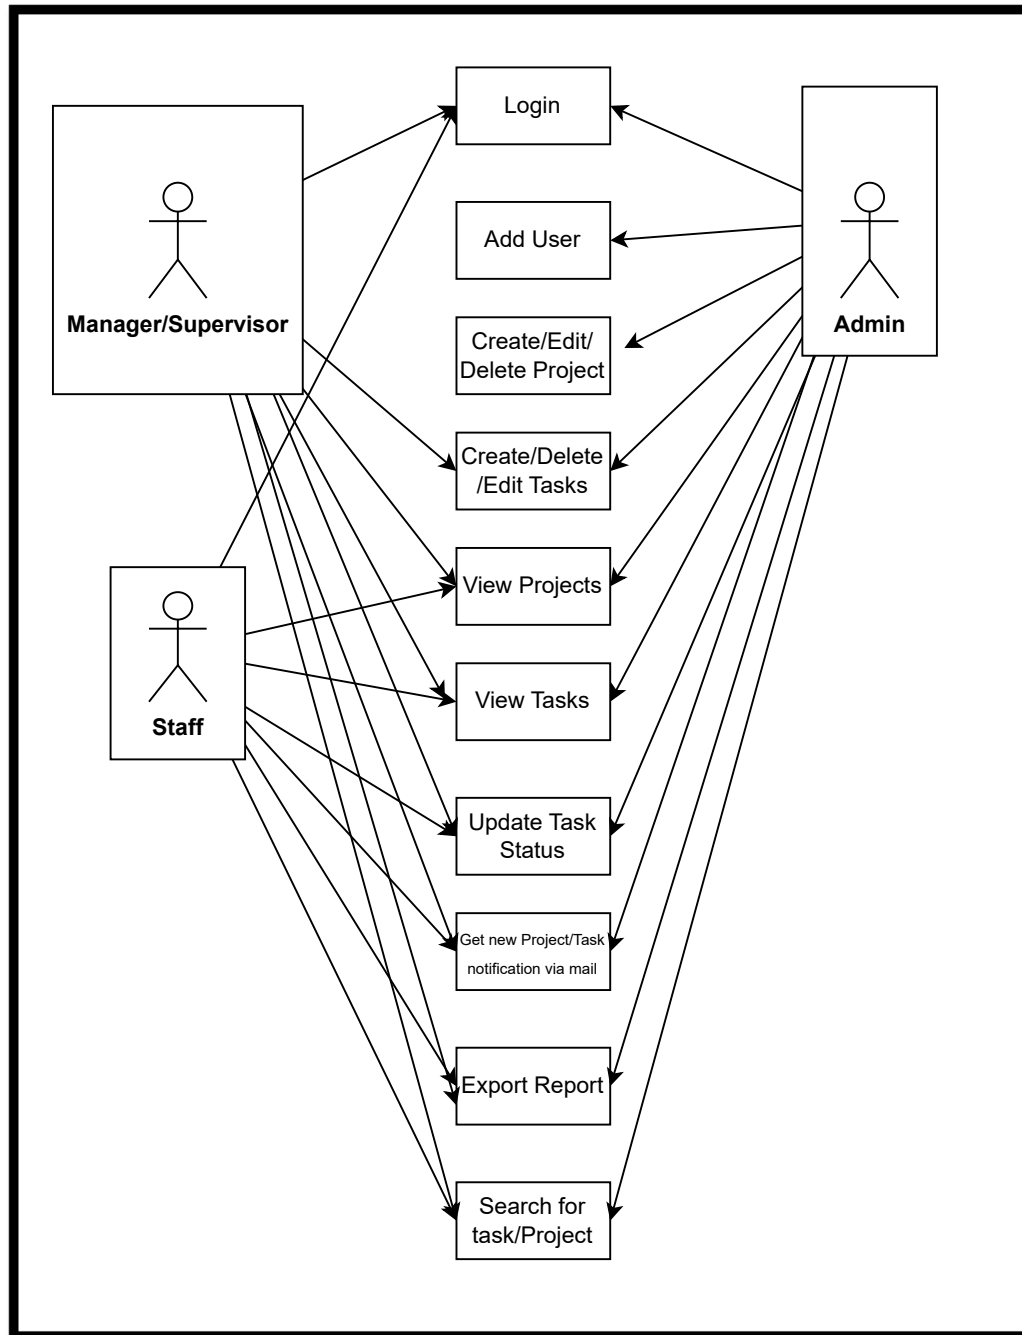 Login
Manager/Supervisor
Admin
Add User
Create/Edit/
Delete Project
Create/Delete
/Edit Tasks
View Projects
Staff
View Tasks
Update Task
Status
Get new Project/Task
notification via mail
Export Report
Search for
task/Project